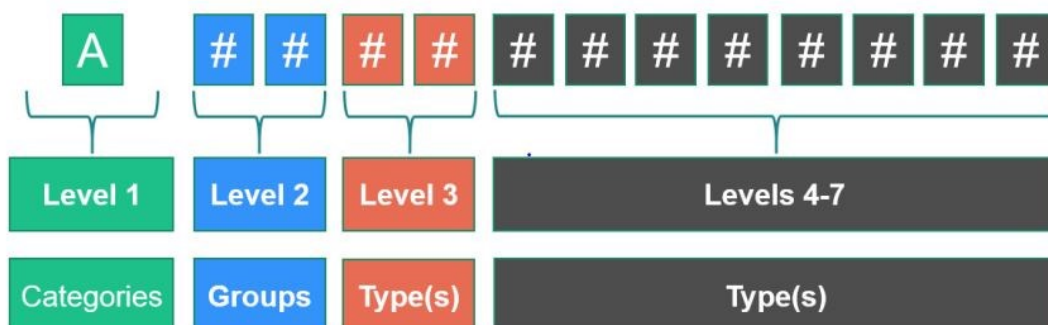 A # # # # # # # # # # # #
Level 1 Level 2 Level 3 Levels 4-7
Categories Groups Type(s) Type(s)